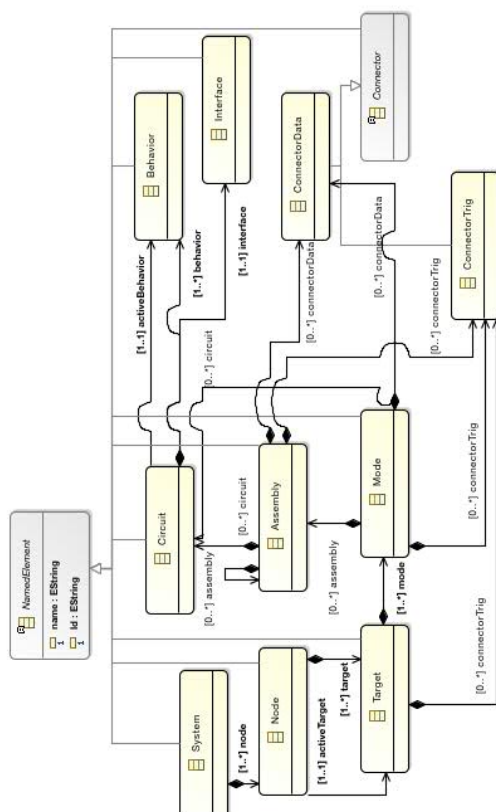 NamedElement
name : EString
Id : EString
System
[1..*] node
Node
[1..1] activeTarget
[1..*] target
Target
[1..*] mode
[0..*] connectorTrig
Circuit
[0..*] assembly
[0..*] circuit
Assembly
[0..*] assembly
Mode
[0..*] connectorTrig
[1..1] activeBehavior
[1..*] behavior
[0..*] circuit
[1..1] interface
[0..*] connectorData
[0..*] connectorData
[0..*] connectorTrig
Behavior
Interface
ConnectorData
Connector
ConnectorTrig